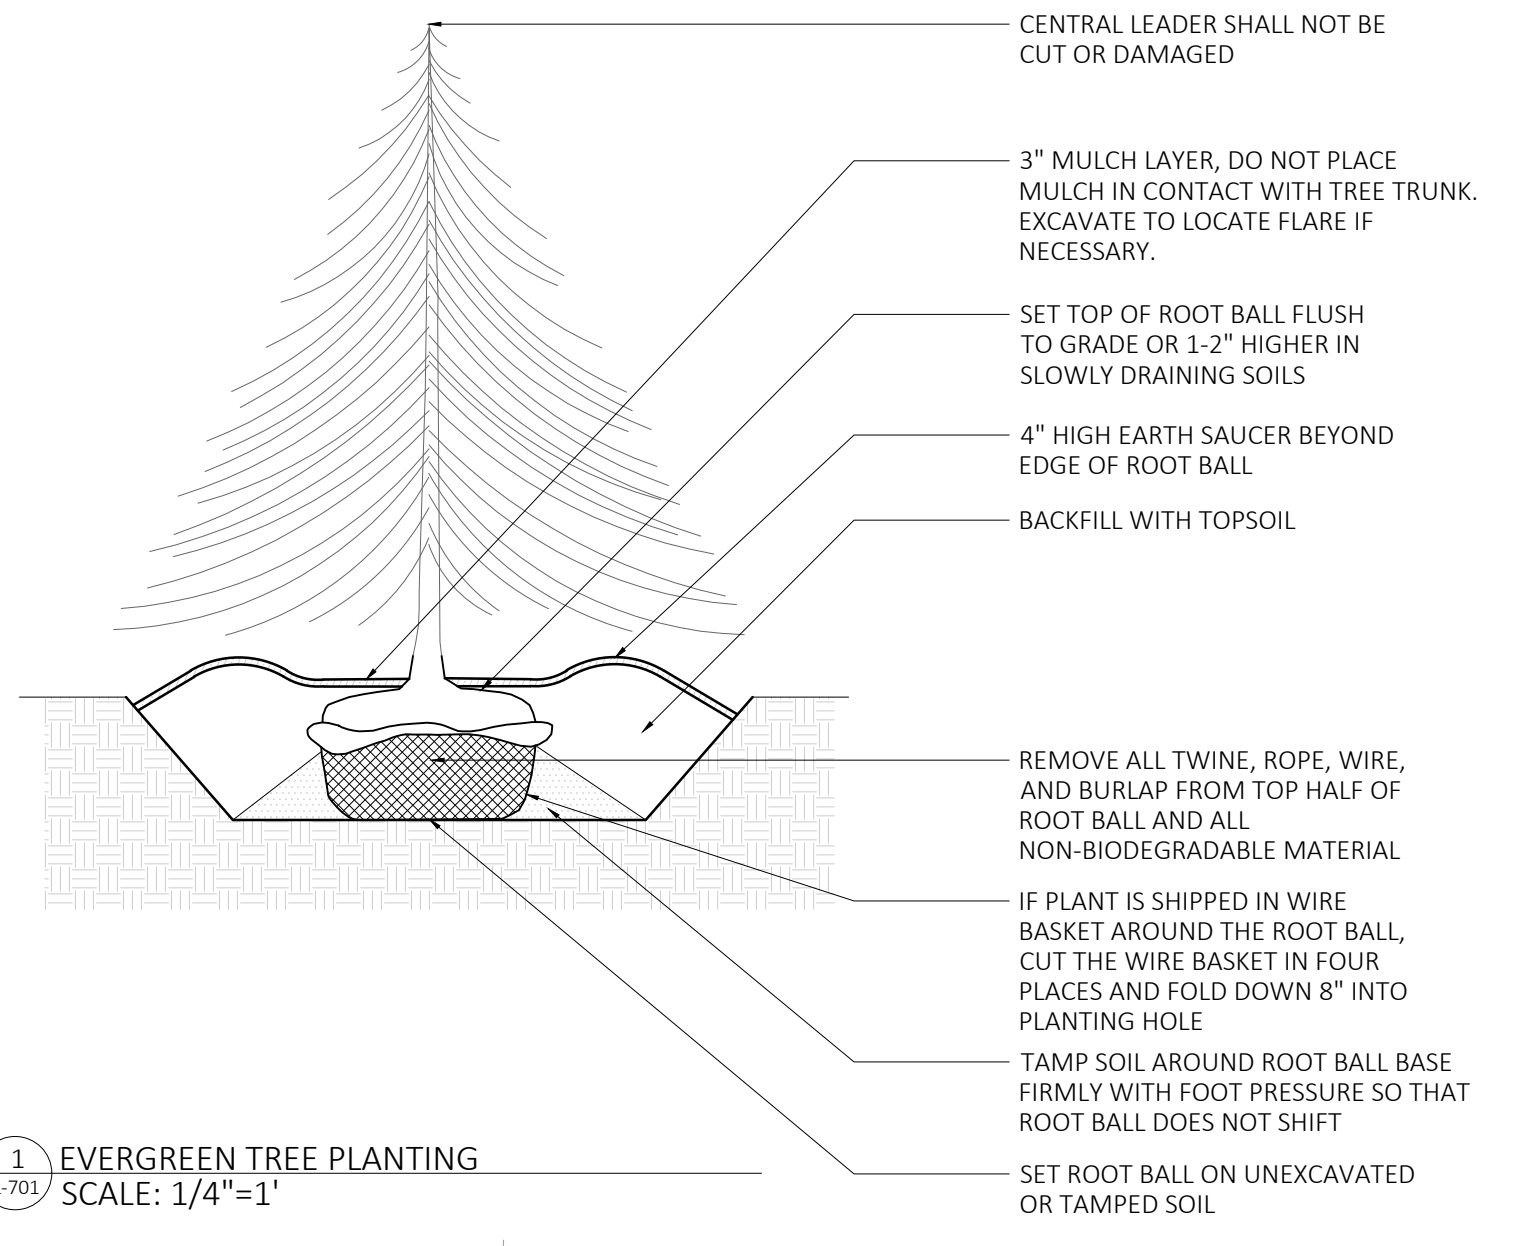 CENTRAL LEADER SHALL NOT BE
CUT OR DAMAGED
3" MULCH LAYER, DO NOT PLACE
MULCH IN CONTACT WITH TREE TRUNK.
EXCAVATE TO LOCATE FLARE IF
NECESSARY.
SET TOP OF ROOT BALL FLUSH
TO GRADE OR 1-2" HIGHER IN
SLOWLY DRAINING SOILS
4" HIGH EARTH SAUCER BEYOND
EDGE OF ROOT BALL
BACKFILL WITH TOPSOIL
REMOVE ALL TWINE, ROPE, WIRE,
AND BURLAP FROM TOP HALF OF
ROOT BALL AND ALL
NON-BIODEGRADABLE MATERIAL
IF PLANT IS SHIPPED IN WIRE
BASKET AROUND THE ROOT BALL,
CUT THE WIRE BASKET IN FOUR
PLACES AND FOLD DOWN 8" INTO
PLANTING HOLE
TAMP SOIL AROUND ROOT BALL BASE
FIRMLY WITH FOOT PRESSURE SO THAT
ROOT BALL DOES NOT SHIFT
SET ROOT BALL ON UNEXCAVATED
OR TAMPED SOIL
1
-701
EVERGREEN TREE PLANTING
SCALE: 1/4"=1'